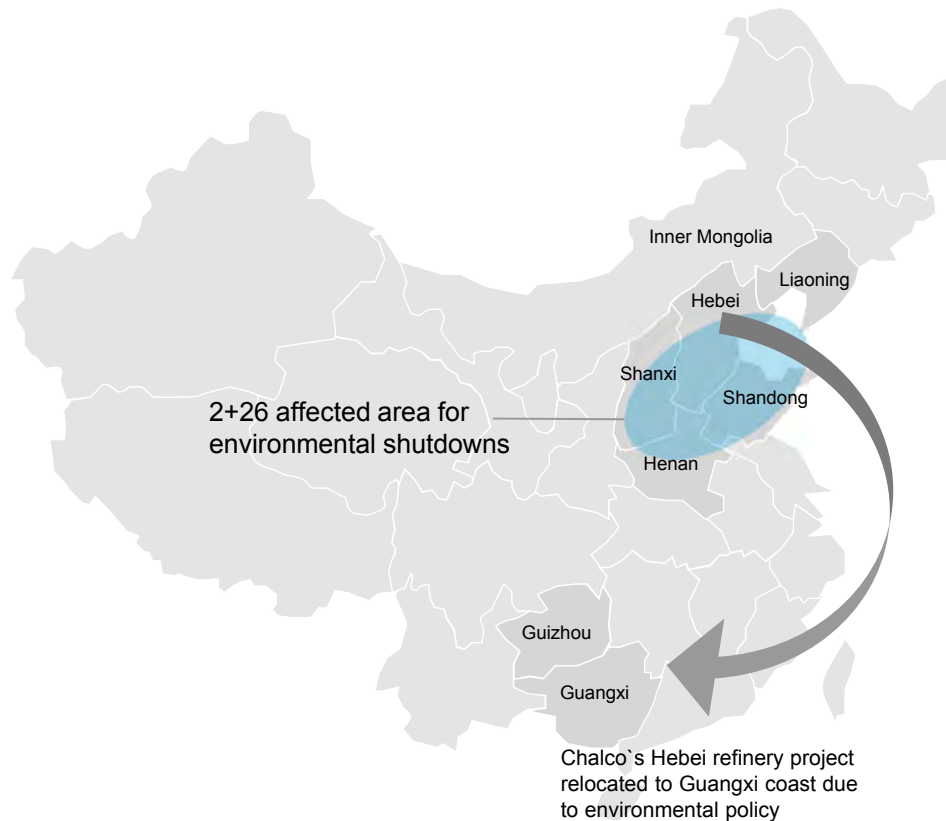 Inner Mongolia
Liaoning
Hebei
Shanxi
Shandong
2+26 affected area for
environmental shutdowns
Henan
Guizhou
Guangxi
Chalco`s Hebei refinery project
relocated to Guangxi coast due
to environmental policy